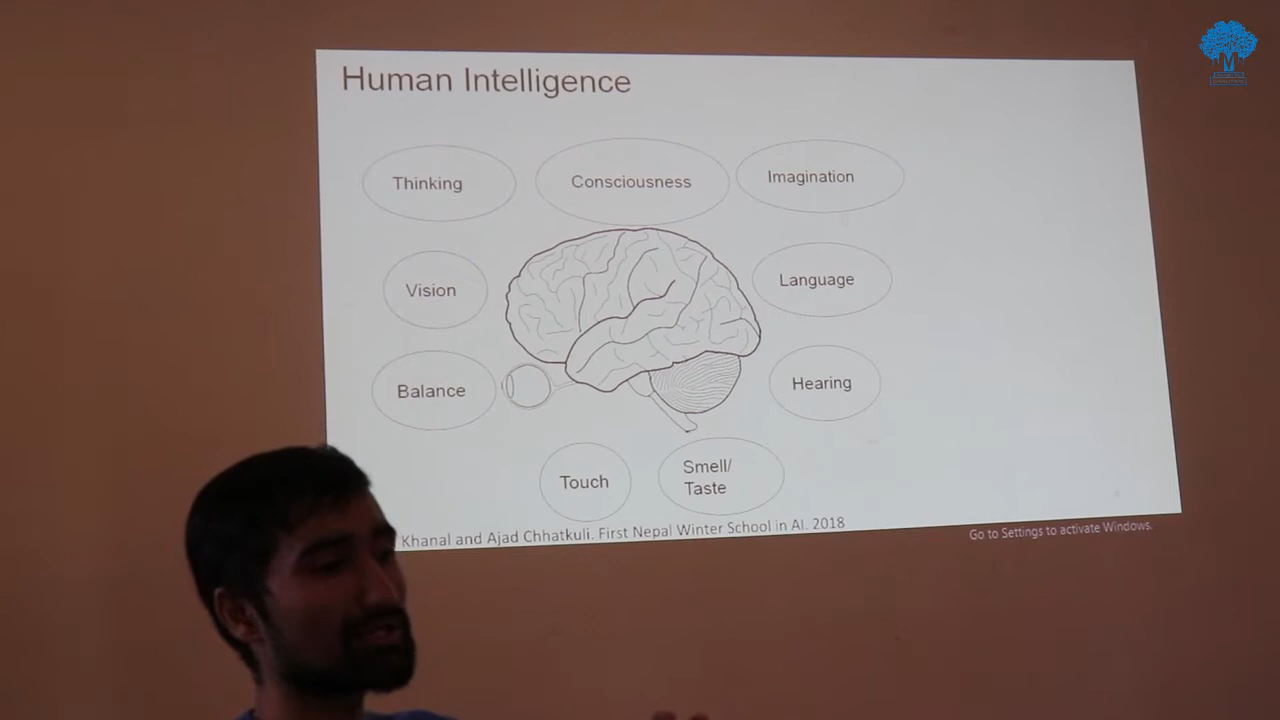 Human Intelligence
Thinking
Consciousness
Imagination
Vision
Language
Balance
Hearing
Touch
Smell/
Taste
Khanal and Ajad Chhatkuli. First Nepal Winter School in AI. 2018
Go to Settings to activate Windows.